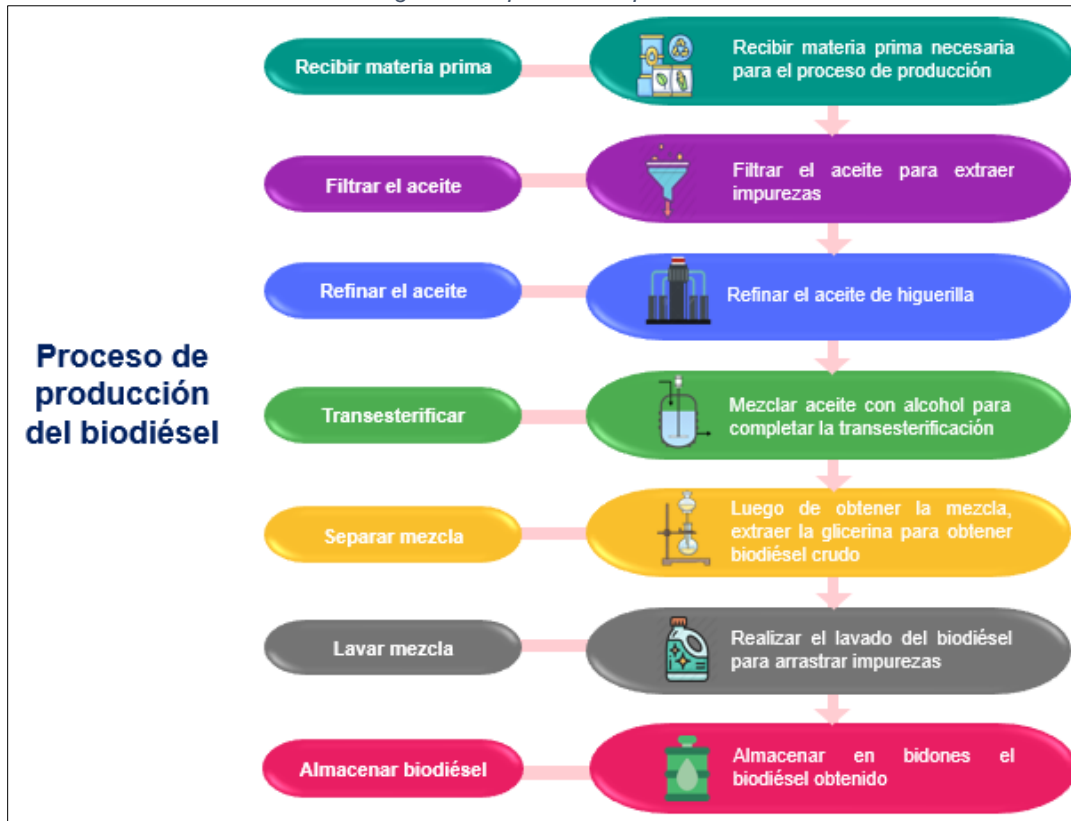 Proceso de
producción
del biodiésel
Recibir materia prima
Recibir materia prima necesaria
para el proceso de producción
Filtrar el aceite
Filtrar el aceite para extraer
impurezas
Refinar el aceite
Refinar el aceite de higuerilla
Transesterificar
Mezclar aceite con alcohol para
completar la transesterificación
Separar mezcla
Luego de obtener la mezcla,
extraer la glicerina para obtener
biodiésel crudo
Lavar mezcla
Realizar el lavado del biodiésel
para arrastrar impurezas
Almacenar biodiésel
Almacenar en bidones el
biodiésel obtenido